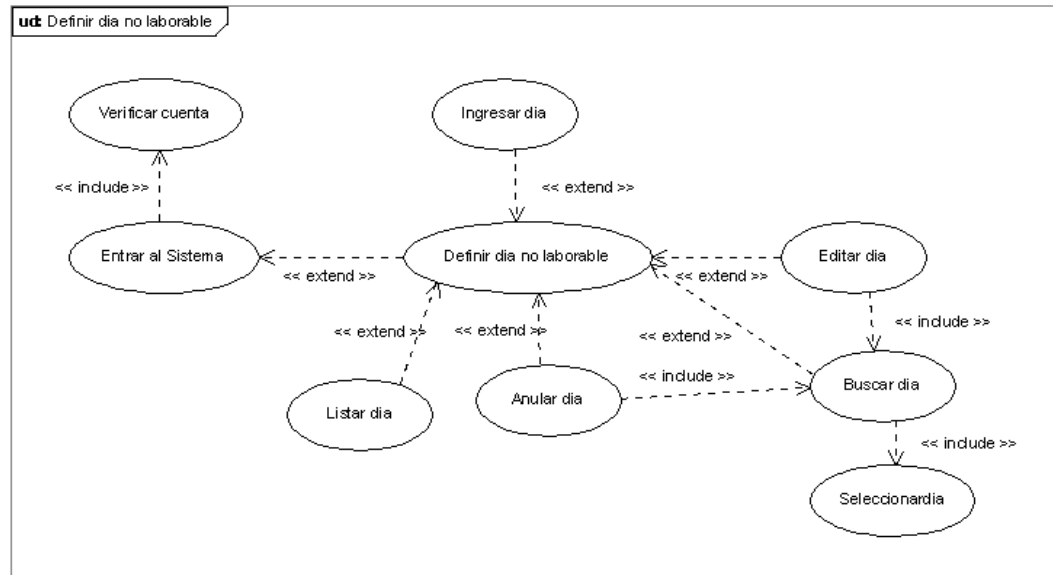 ud: Definir dia no laborable
Verificar cuenta
Ingresar dia
<< include >>
<< extend >>
Entrar al Sistema
Definir dia no laborable
Editar dia
<< extend >>
<< extend >>
<< include >>
<< extend >>
<< extend >>
<< extend >>
<< include >>
Buscar dia
Listar dia
Anular dia
<< include >>
Seleccionardia